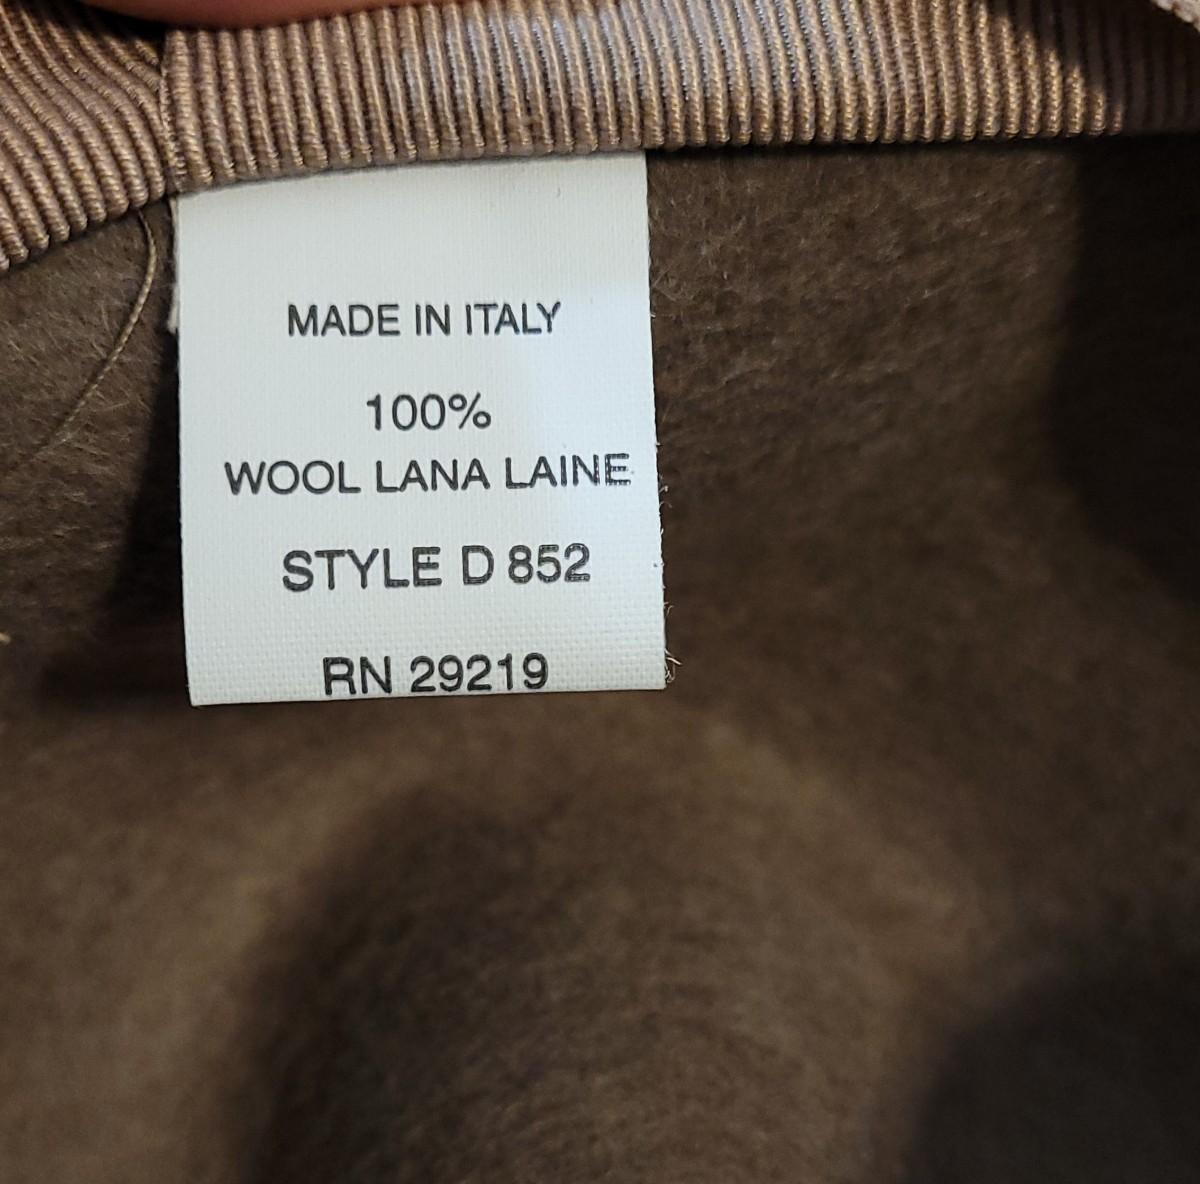 MADE IN ITALY
100%
WOOL LANA LAINE
STYLE D 852
RN 29219